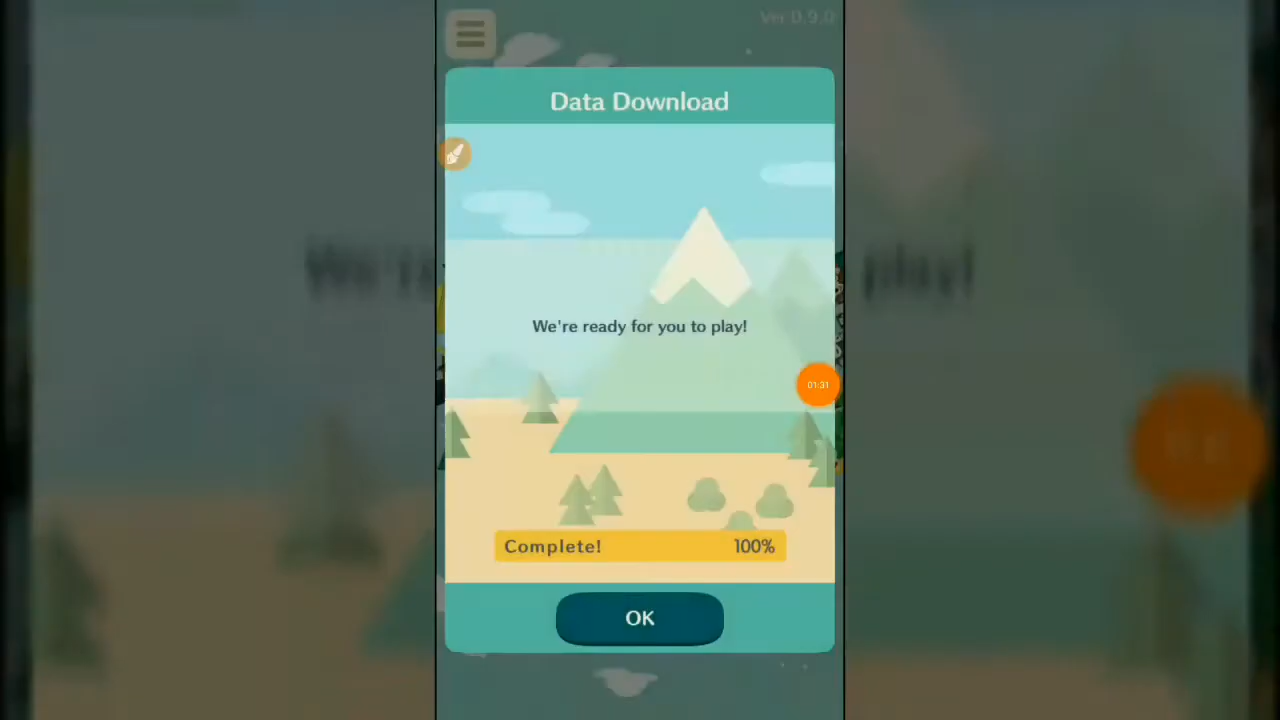 Ver.0.9.0
Data Download
We're ready for you to play!
01:31
Complete! 100%
OK